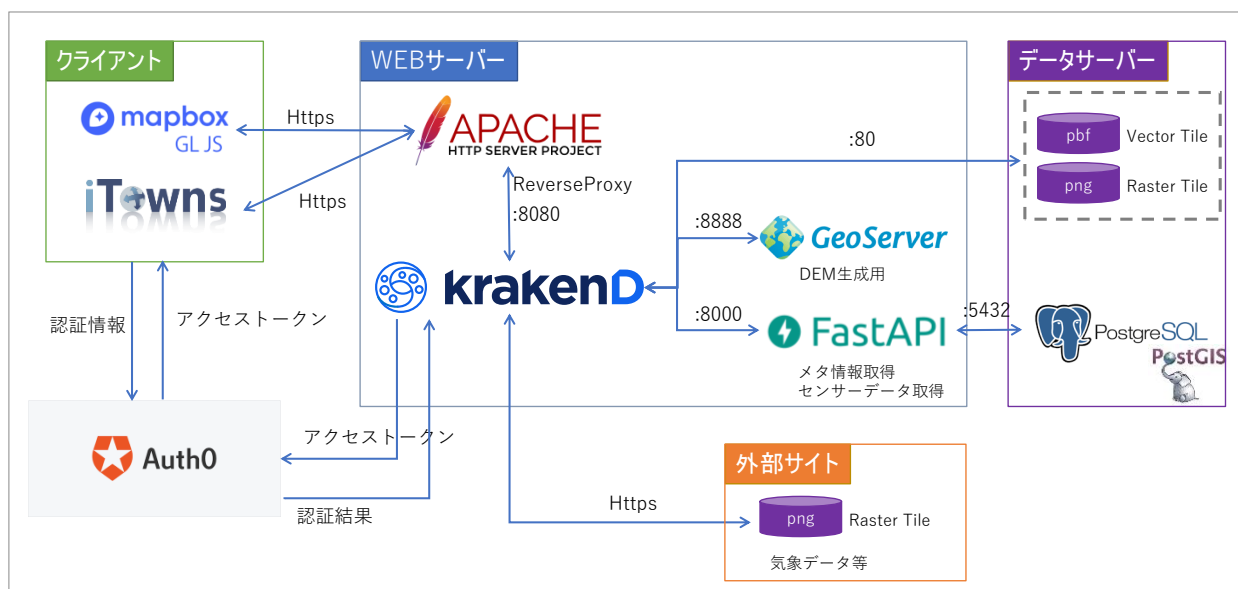 クライアント
mapbox
GL JS
iTowns
Https
Https
認証情報
アクセストークン
Auth0
アクセストークン
認証結果
WEBサーバー
APACHE
HTTP SERVER PROJECT
ReverseProxy
:8080
krakenD
:80
:8888
GeoServer
DEM生成用
:8000
FastAPI
メタ情報取得
センサーデータ取得
:5432
データサーバー
pbf
Vector Tile
png
Raster Tile
PostgreSQL
PostGIS
外部サイト
Https
png
Raster Tile
気象データ等